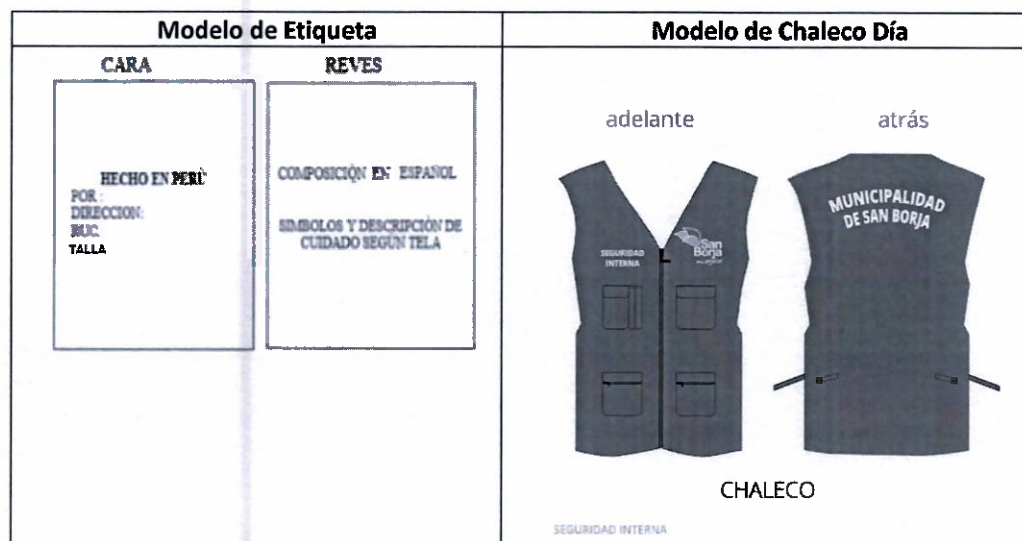 Modelo de Etiqueta
CARA
REVES
HECHO EN PERÙ
POR :
DIRECCION:
RUC.
TALLA
COMPOSICIÓN EN ESPAÑOL
SIMBOLOS Y DESCRIPCIÓN DE
CUIDADO SEGÚN TELA
Modelo de Chaleco Día
adelante
atrás
SEGURIDAD
INTERNA
San
Borja
MUNICIPALIDAD
DE SAN BORJA
CHALECO
SEGURIDAD INTERNA